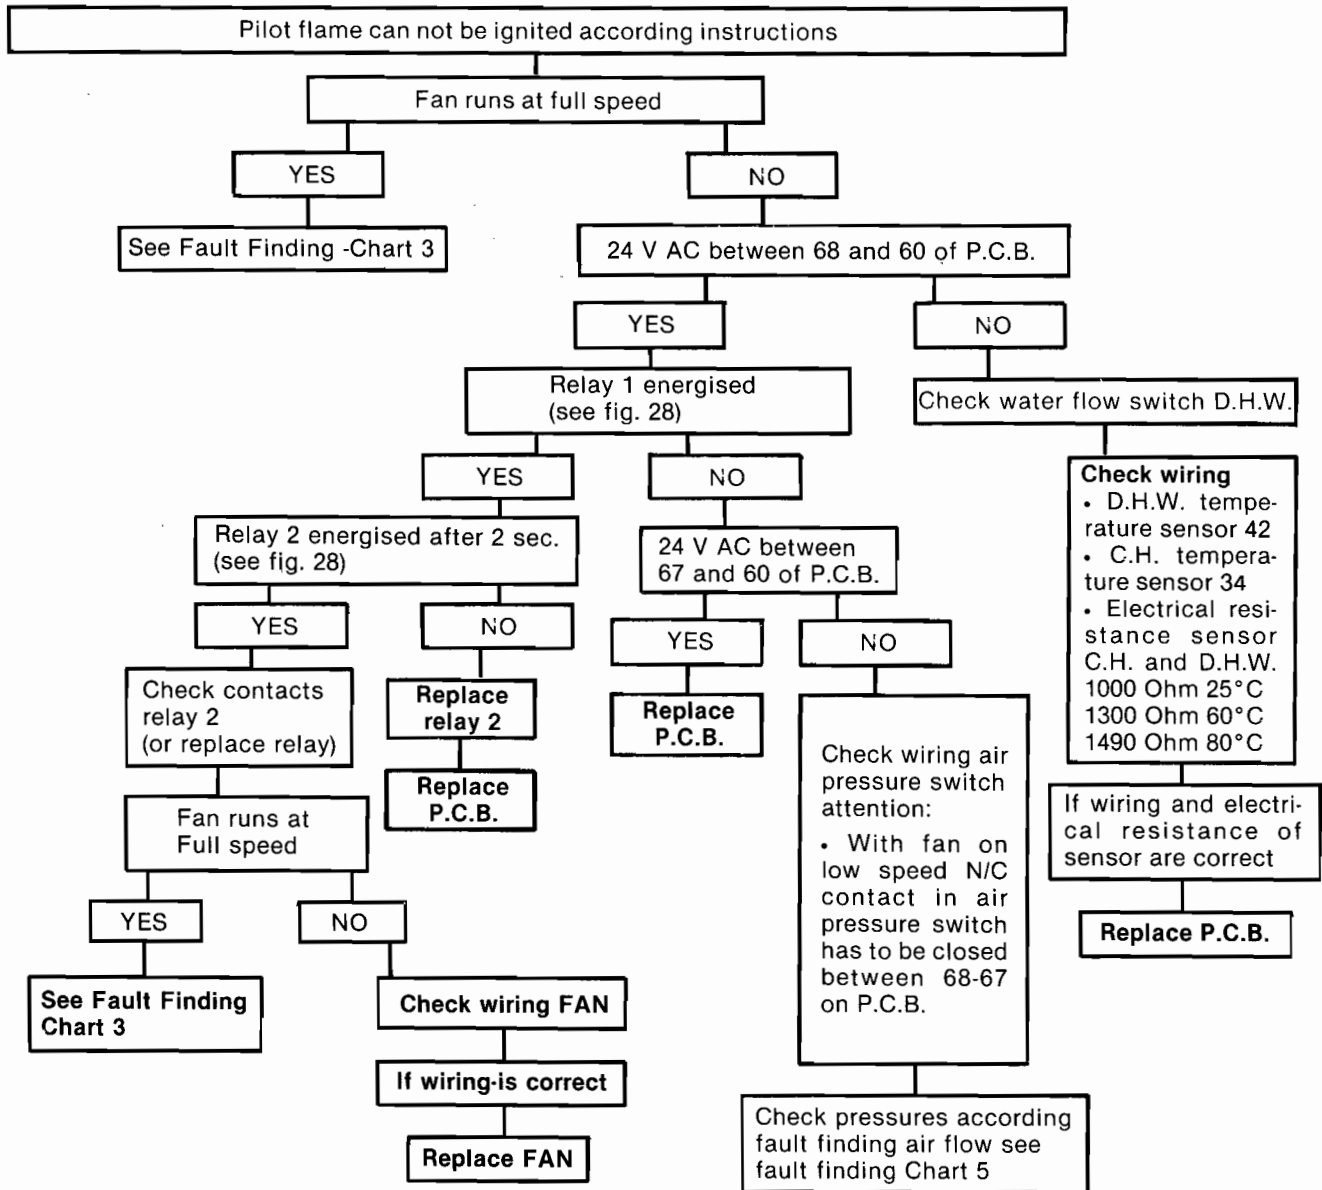 Pilot flame can not be ignited according instructions
Fan runs at full speed
YES
NO
See Fault Finding -Chart 3
24 V AC between 68 and 60 of P.C.B.
YES
NO
Relay 1 energised
(see fig. 28)
Check water flow switch D.H.W.
YES
NO
Check wiring
• D.H.W. tempe-
rature sensor 42
• C.H. tempera-
ture sensor 34
• Electrical resi-
stance sensor
C.H. and D.H.W.
1000 Ohm 25°C
1300 Ohm 60°C
1490 Ohm 80°C
Relay 2 energised after 2 sec.
(see fig. 28)
24 V AC between
67 and 60 of P.C.B.
YES
NO
YES
NO
Check contacts
relay 2
(or replace relay)
Replace
relay 2
Replace
P.C.B.
Replace
P.C.B.
Check wiring air
pressure switch
attention:
• With fan on
low speed N/C
contact in air
pressure switch
has to be closed
between 68-67
on P.C.B.
If wiring and electri-
cal resistance of
sensor are correct
Replace P.C.B.
Fan runs at
Full speed
YES
NO
See Fault Finding
Chart 3
Check wiring FAN
If wiring-is correct
Replace FAN
Check pressures according
fault finding air flow see
fault finding Chart 5